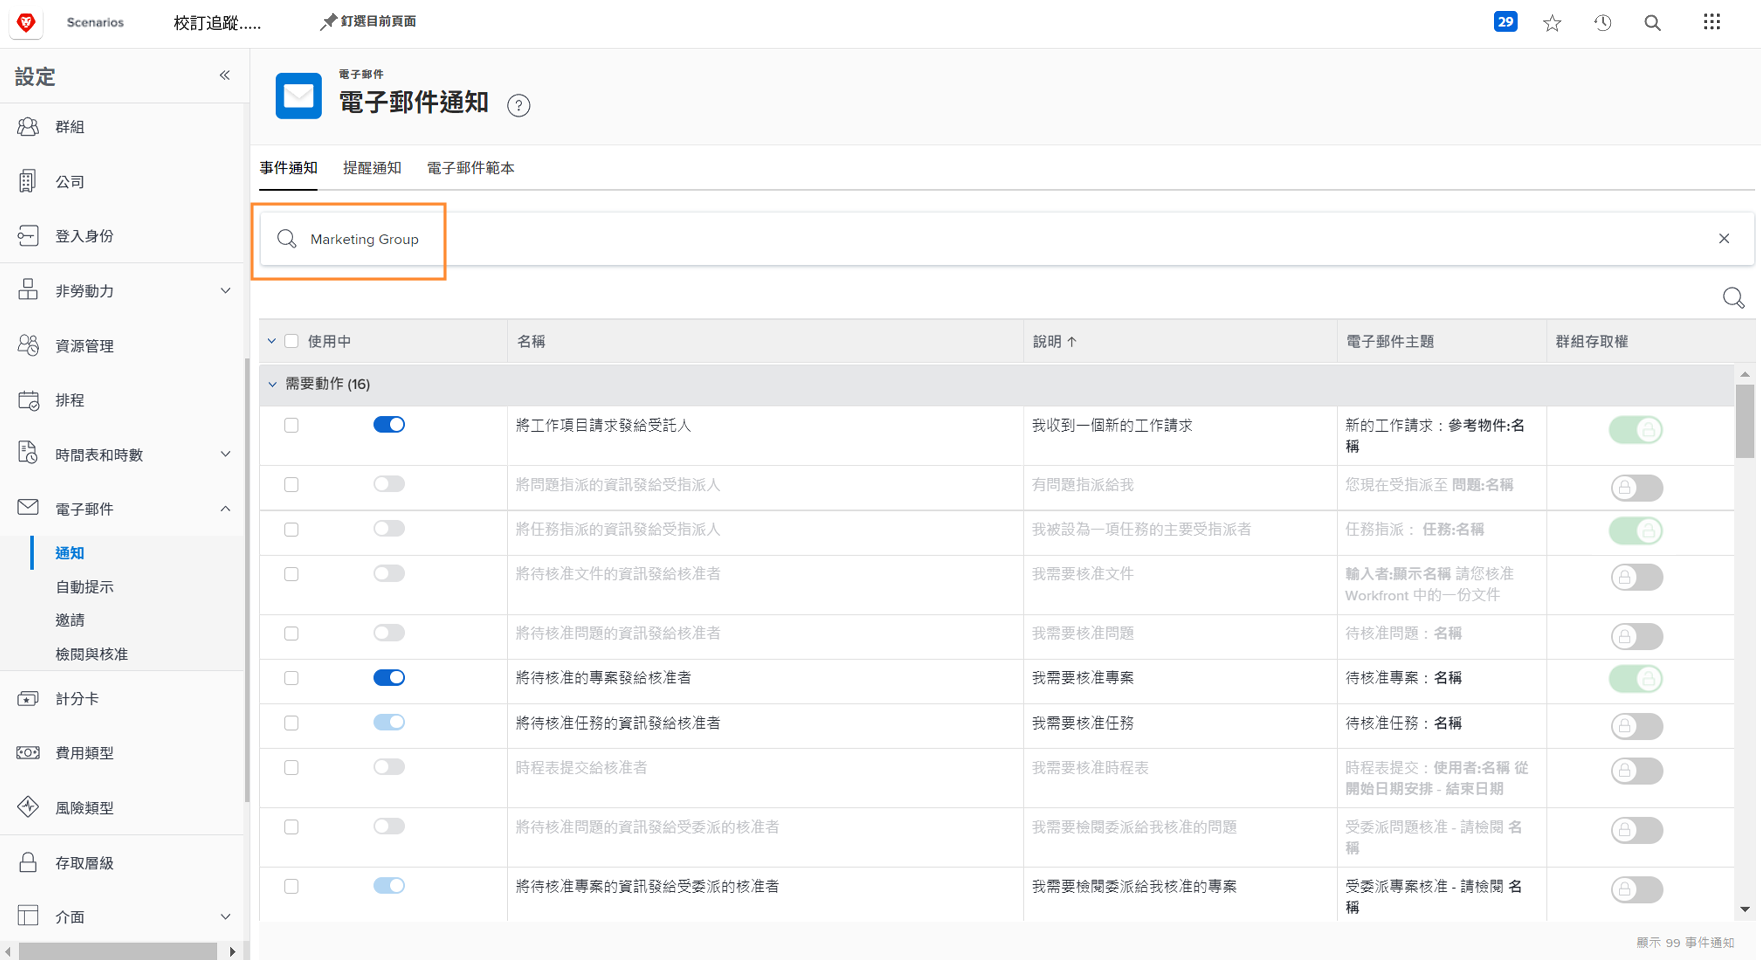 Scenarios
校訂追蹤.....
釘選目前頁面
29
設定
電子郵件
電子郵件通知
?
群組
公司
登入身份
非勞動力
資源管理
排程
時間表和時數
電子郵件
通知
自動提示
邀請
檢閱與核准
計分卡
費用類型
風險類型
存取層級
介面
事件通知 提醒通知 電子郵件範本
Marketing Group
使用中 名稱 說明 ↑ 電子郵件主題 群組存取權
需要動作 (16)
將工作項目請求發給受託人 我收到一個新的工作請求 新的工作請求：參考物件:名
稱
將問題指派的資訊發給受指派人 有問題指派給我 您現在受指派至 問題:名稱
將任務指派的資訊發給受指派人 我被設為一項任務的主要受指派者 任務指派： 任務:名稱
將待核准文件的資訊發給核准者 我需要核准文件 輸入者:顯示名稱 請您核准
Workfront 中的一份文件
將待核准問題的資訊發給核准者 我需要核准問題 待核准問題：名稱
將待核准的專案發給核准者 我需要核准專案 待核准專案：名稱
將待核准任務的資訊發給核准者 我需要核准任務 待核准任務：名稱
時程表提交給核准者 我需要核准時程表 時程表提交：使用者:名稱 從
開始日期安排 - 結束日期
將待核准問題的資訊發給受委派的核准者 我需要檢閱委派給我核准的問題 受委派問題核准 - 請檢閱 名
稱
將待核准專案的資訊發給受委派的核准者 我需要檢閱委派給我核准的專案 受委派專案核准 - 請檢閱 名
稱
顯示 99 事件通知